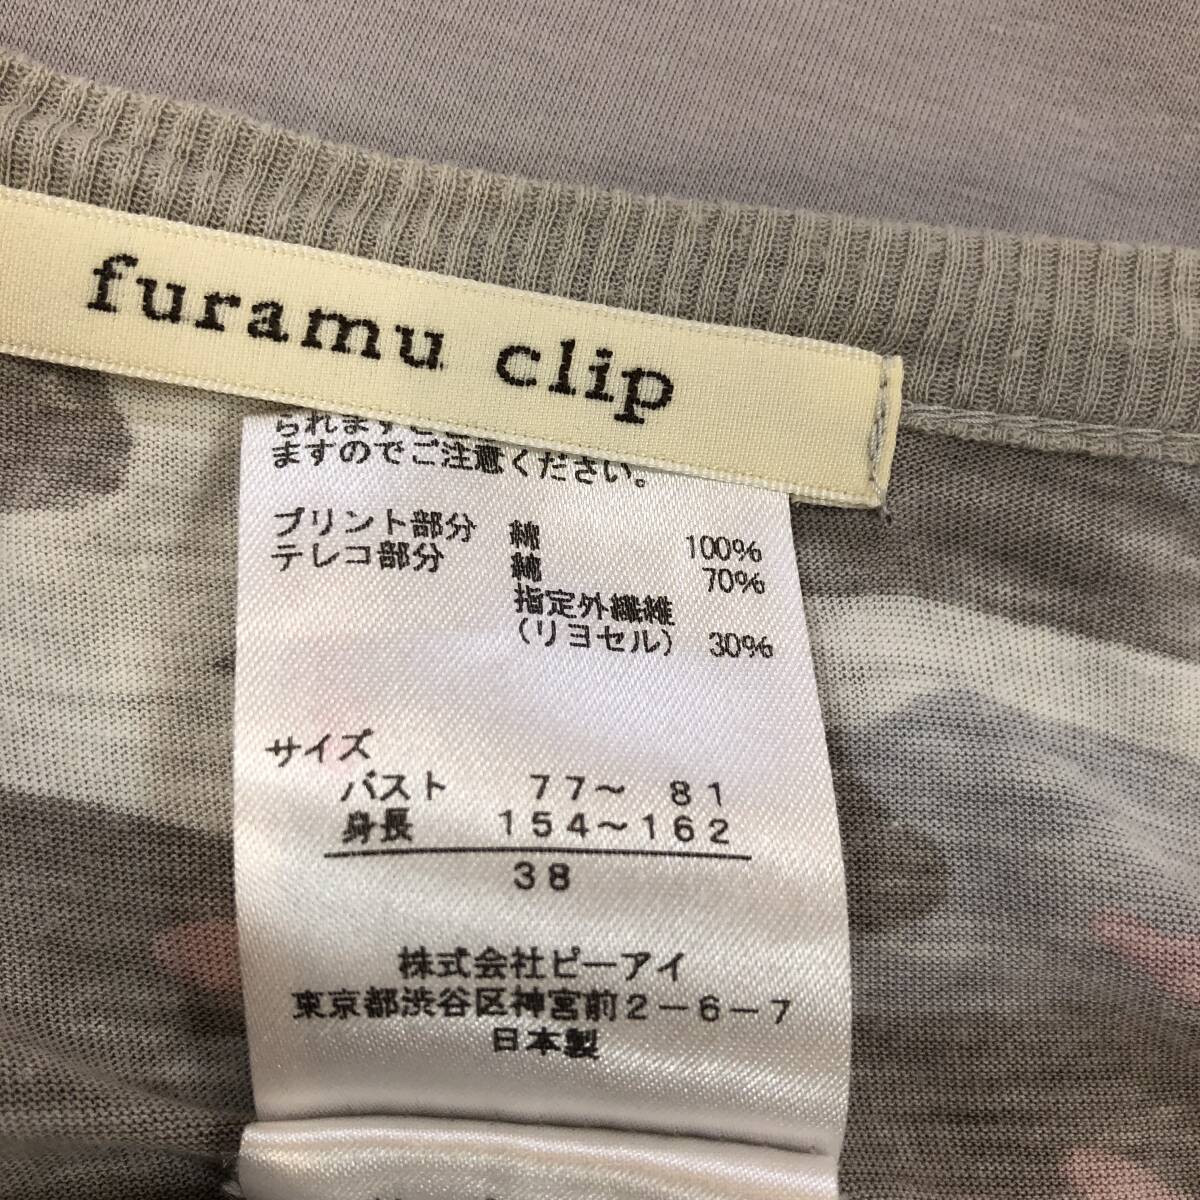 furamu clip
られます
ますのでご注意ください。
プリント部分 綿 100%
テレコ部分 綿 70%
指定外繊維
(リヨセル) 30%
サイズ
バスト 77〜 81
身長 154〜162
38
株式会社ピーアイ
東京都渋谷区神宮前2-6-7
日本製